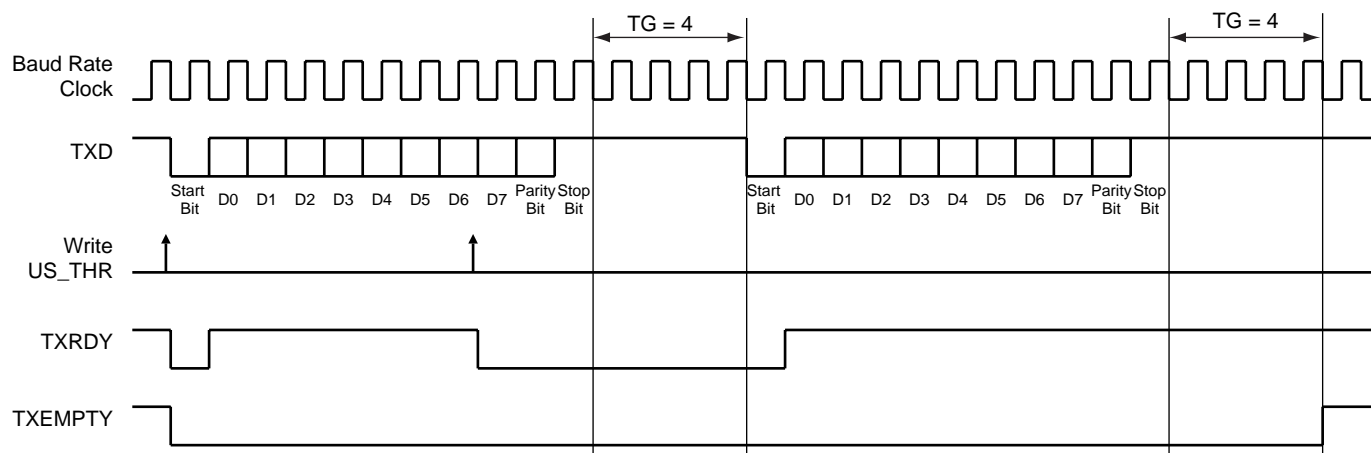 TG = 4
TG = 4
Baud Rate
Clock
TXD
Start
Bit
D0
D1
D2
D3
D4
D5
D6
D7
Parity
Bit
Stop
Bit
Start
Bit
D0
D1
D2
D3
D4
D5
D6
D7
Parity
Bit
Stop
Bit
Write
US_THR
TXRDY
TXEMPTY